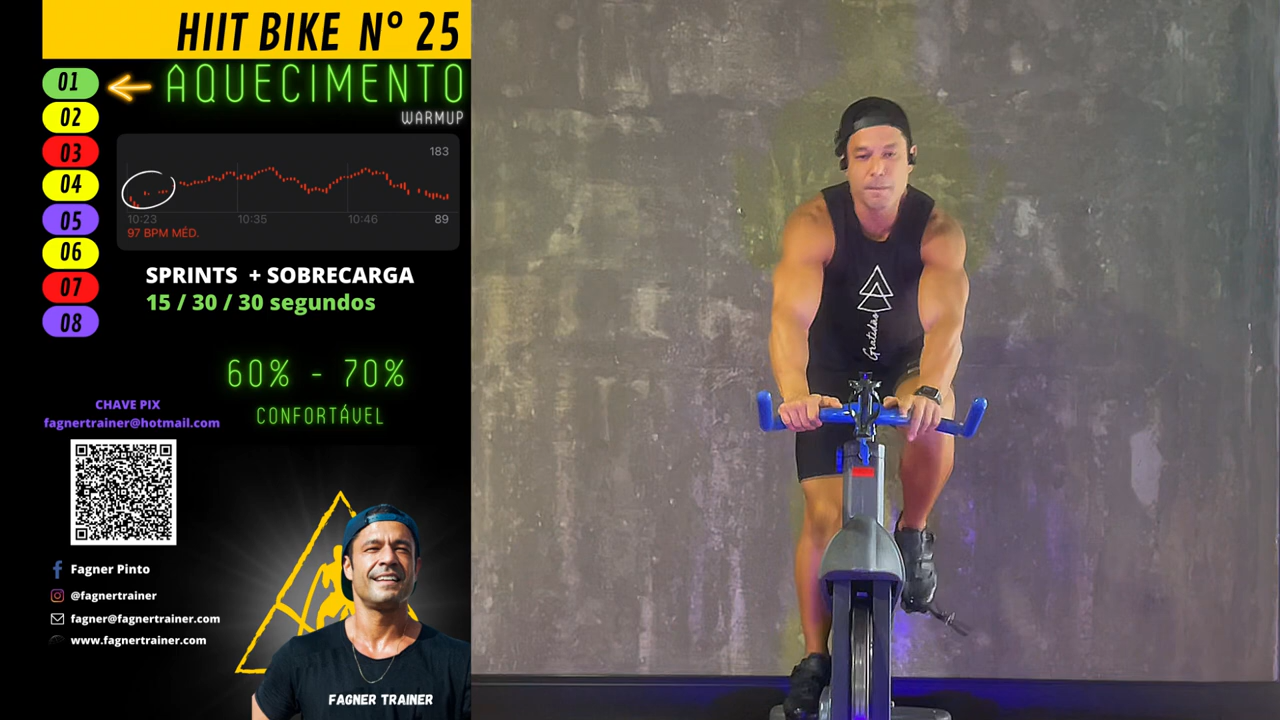 HIIT BIKE Nº 25
01
AQUECIMENTO
WARMUP
02
03
04
05
06
07
08
183
10:23
10:35
10:46
89
97 BPM MÉD.
SPRINTS + SOBRECARGA
15 / 30 / 30 segundos
60% - 70%
CONFORTÁVEL
CHAVE PIX
fagnertrainer@hotmail.com
Fagner Pinto
@fagnertrainer
fagner@fagnertrainer.com
www.fagnertrainer.com
FAGNER TRAINER
Gratidão